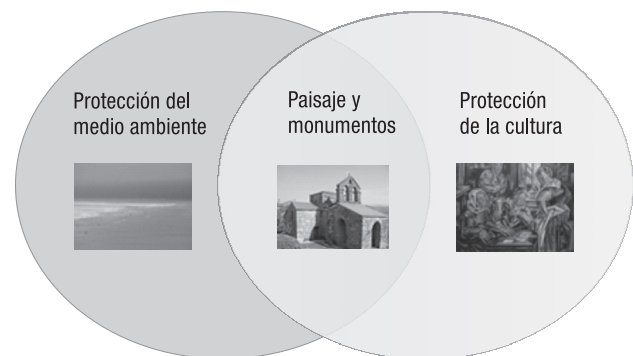 Protección del
medio ambiente
Paisaje y
monumentos
Protección
de la cultura